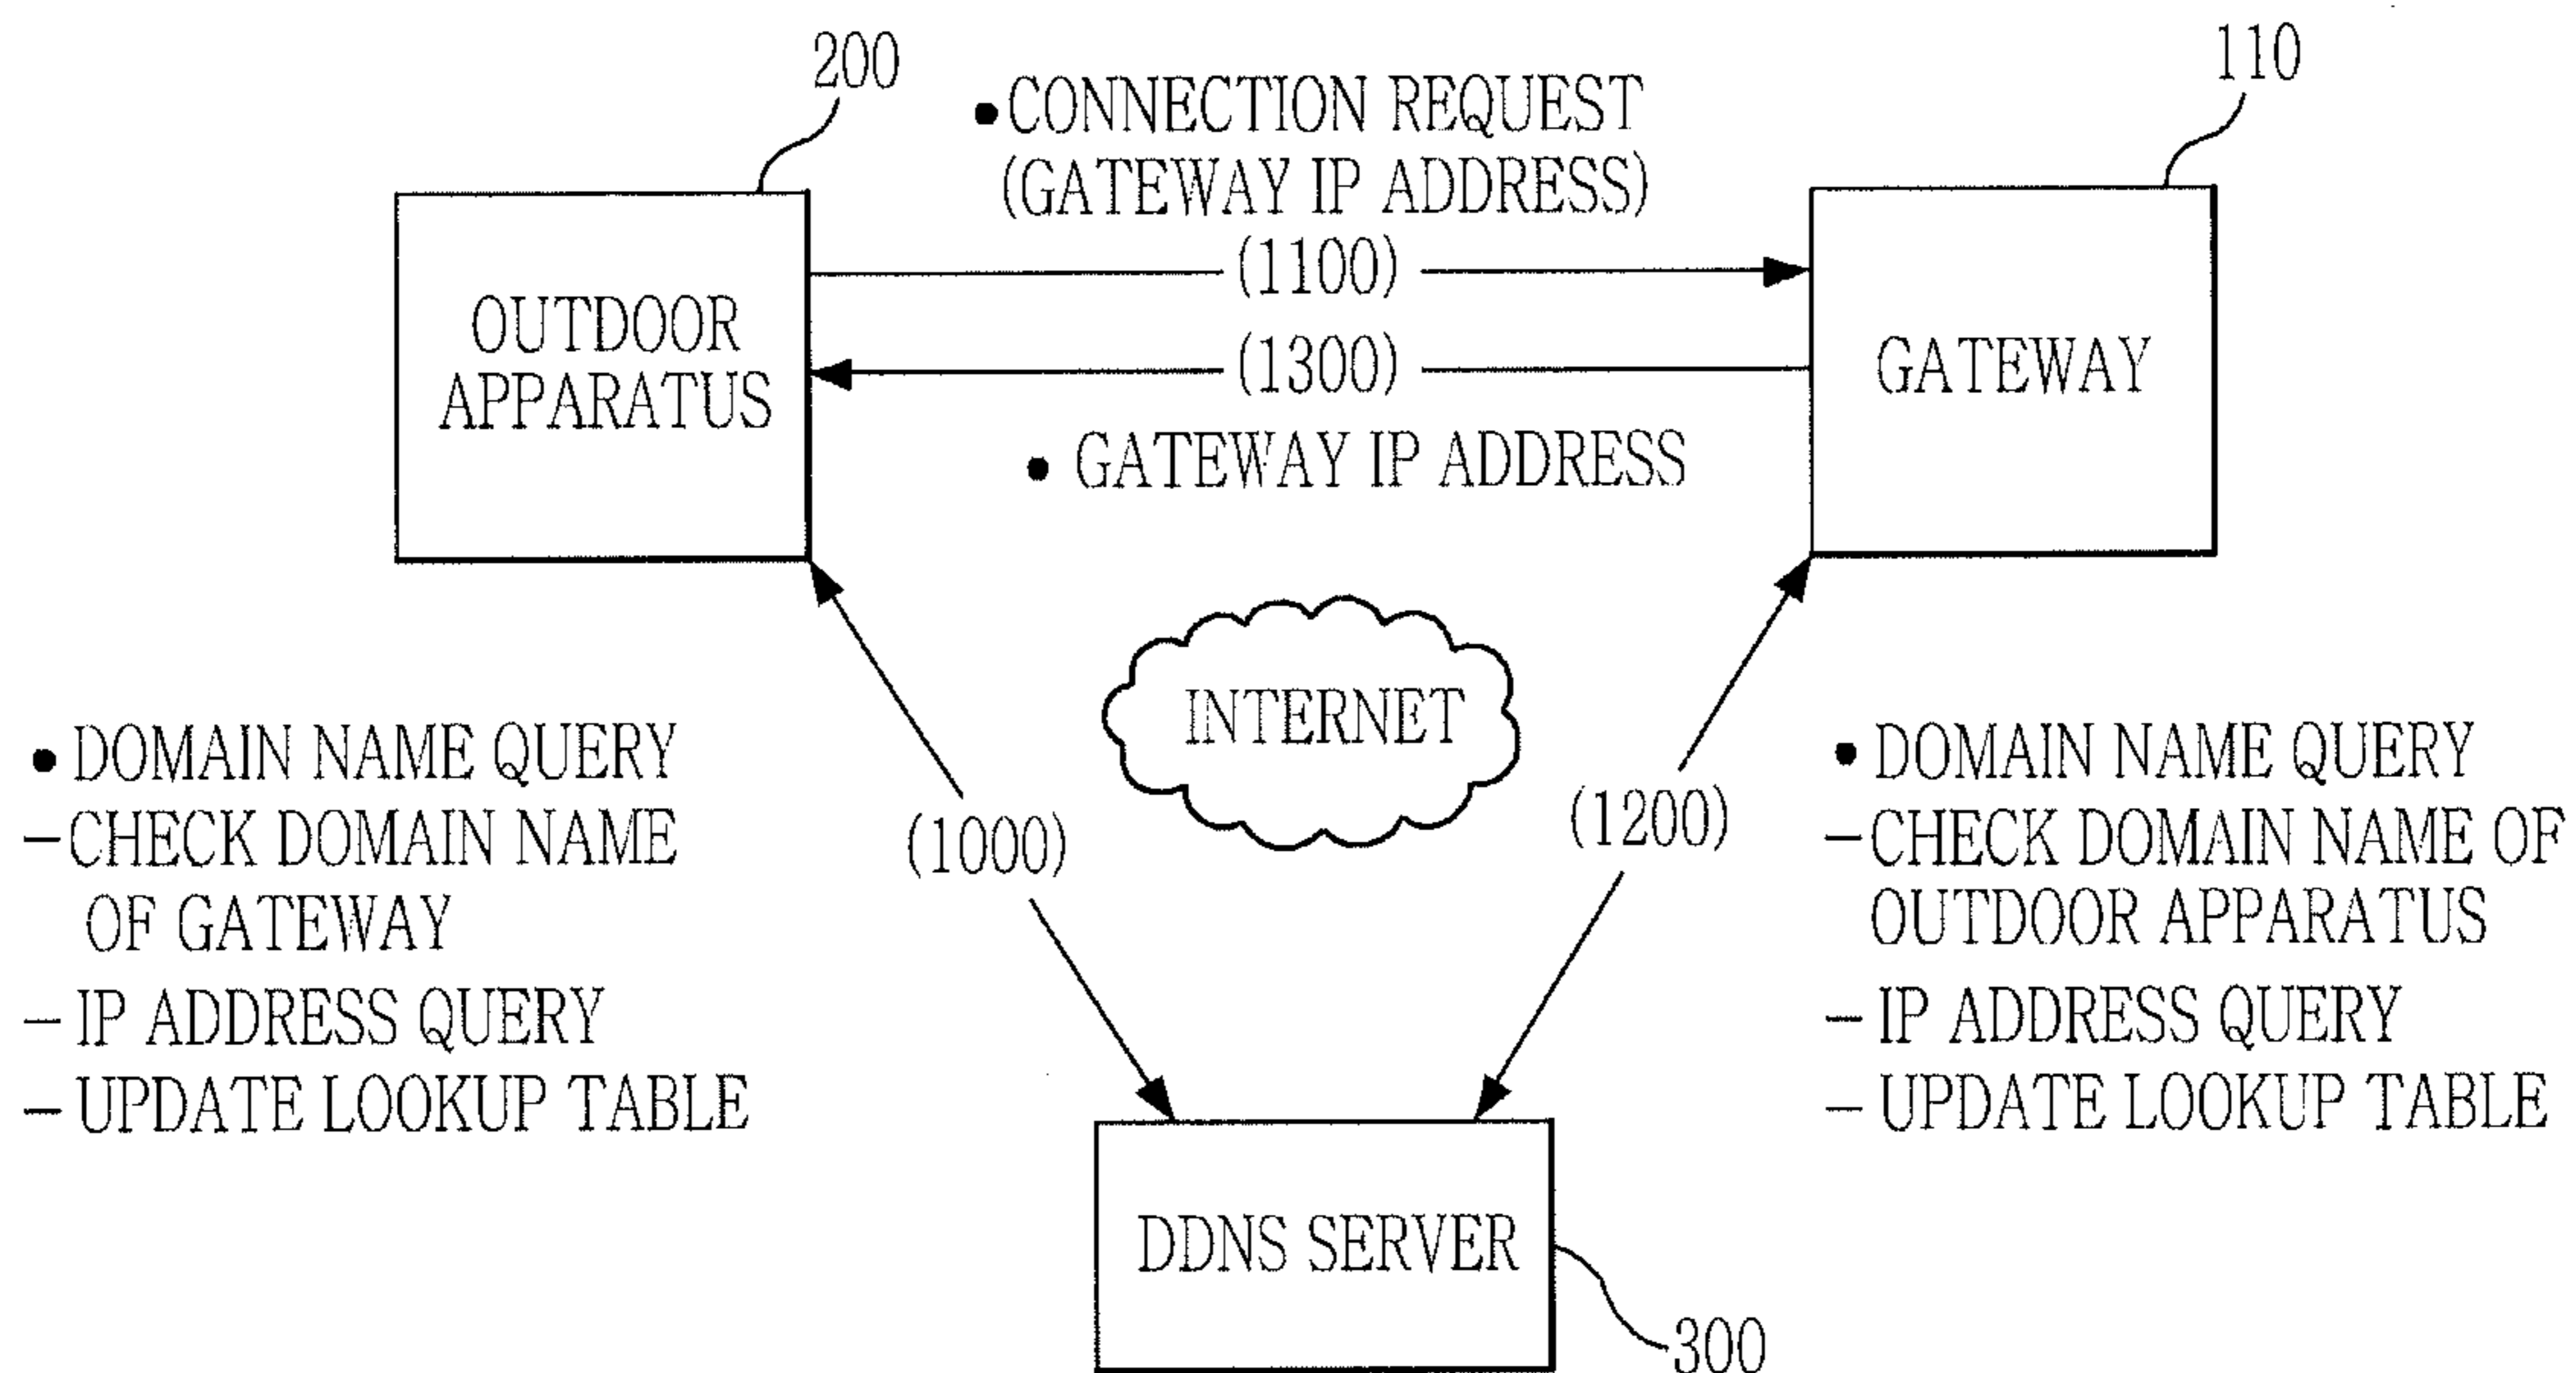 200
110
• CONNECTION REQUEST
(GATEWAY IP ADDRESS)
(1100)
OUTDOOR
APPARATUS
(1300)
GATEWAY
• GATEWAY IP ADDRESS
INTERNET
• DOMAIN NAME QUERY
– CHECK DOMAIN NAME
OF GATEWAY
– IP ADDRESS QUERY
– UPDATE LOOKUP TABLE
(1000)
(1200)
• DOMAIN NAME QUERY
– CHECK DOMAIN NAME OF
OUTDOOR APPARATUS
– IP ADDRESS QUERY
– UPDATE LOOKUP TABLE
DDNS SERVER
300